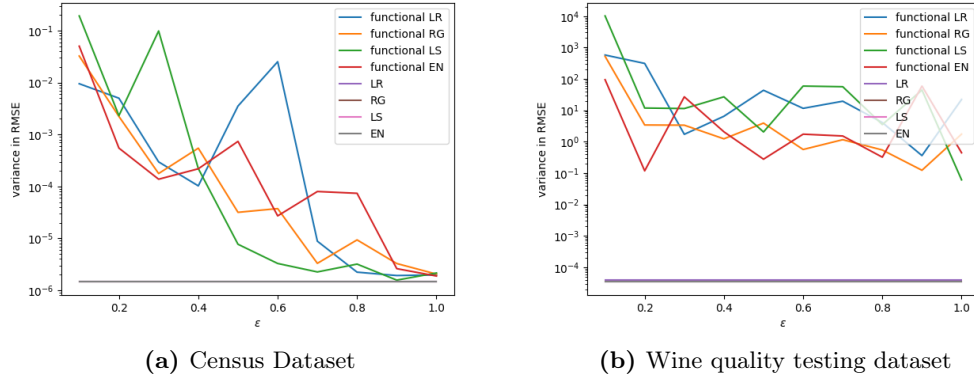 variance in RMSE
10⁻¹
10⁻²
10⁻³
10⁻⁴
10⁻⁵
10⁻⁶
functional LR
functional RG
functional LS
functional EN
LR
RG
LS
EN
0.2 0.4 0.6 0.8 1.0
ε
(a) Census Dataset
variance in RMSE
10⁴
10³
10²
10¹
10⁰
10⁻¹
10⁻²
10⁻³
10⁻⁴
functional LR
functional RG
functional LS
functional EN
LR
RG
LS
EN
0.2 0.4 0.6 0.8 1.0
ε
(b) Wine quality testing dataset